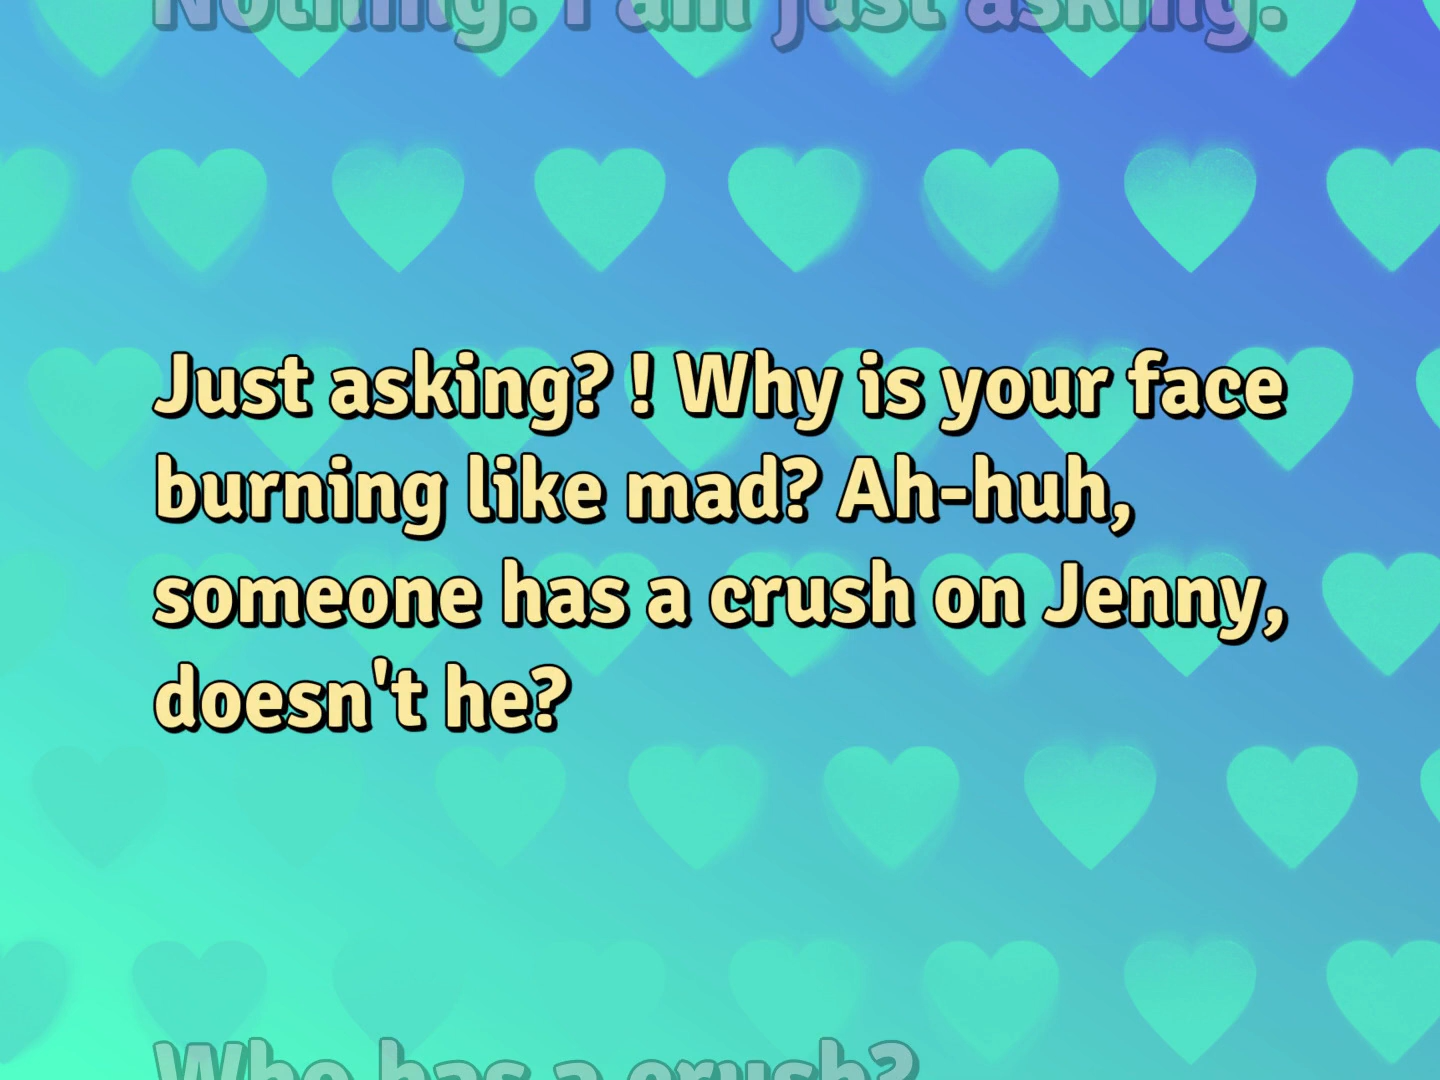 Nothing. I am just asking.
Just asking? ! Why is your face
burning like mad? Ah-huh,
someone has a crush on Jenny,
doesn't he?
Who has a crush?